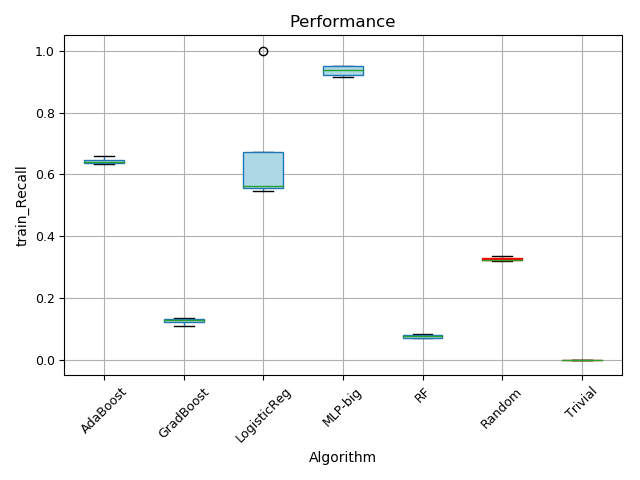 Performance
train_Recall
1.0
0.8
0.6
0.4
0.2
0.0
AdaBoost
GradBoost
LogisticReg
MLP-big
RF
Random
Trivial
Algorithm